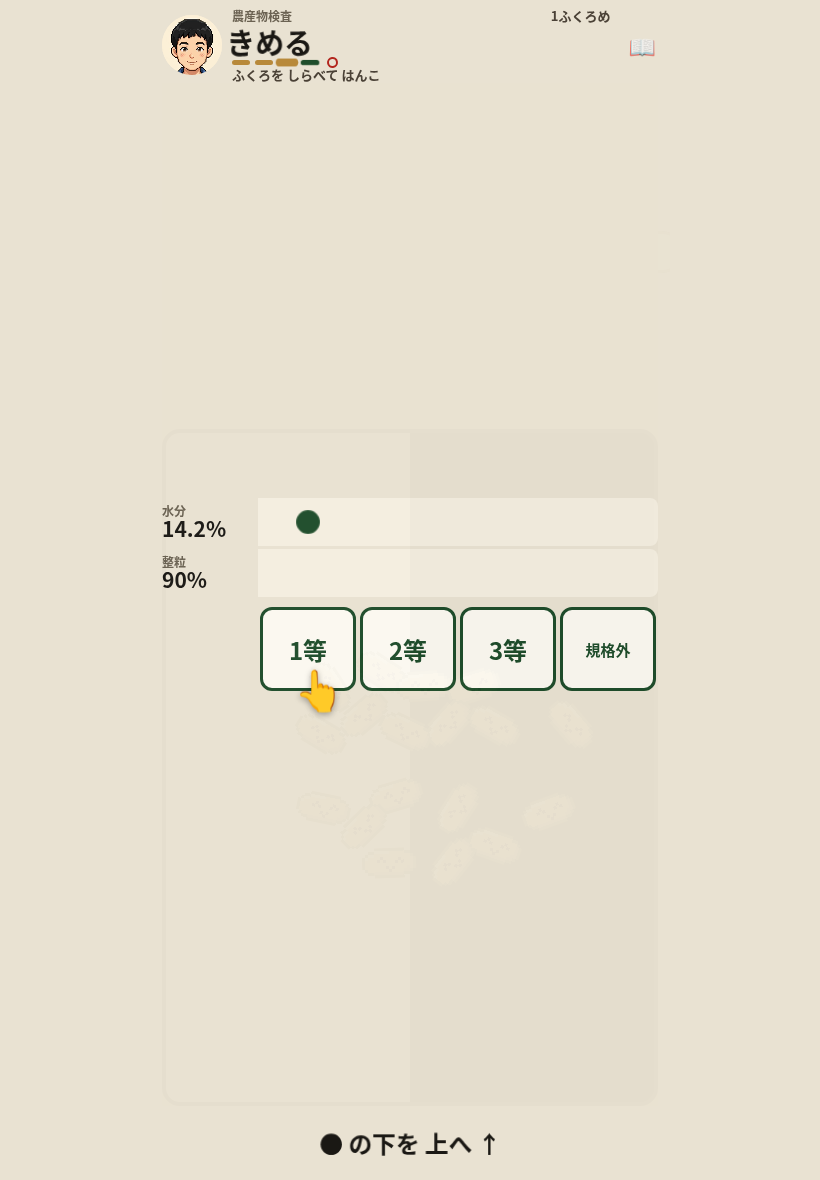 農産物検査
1ふくろめ
きめる
ふくろを しらべて はんこ
水分
14.2%
整粒
90%
1等 2等 3等 規格外
● の下を 上へ ↑